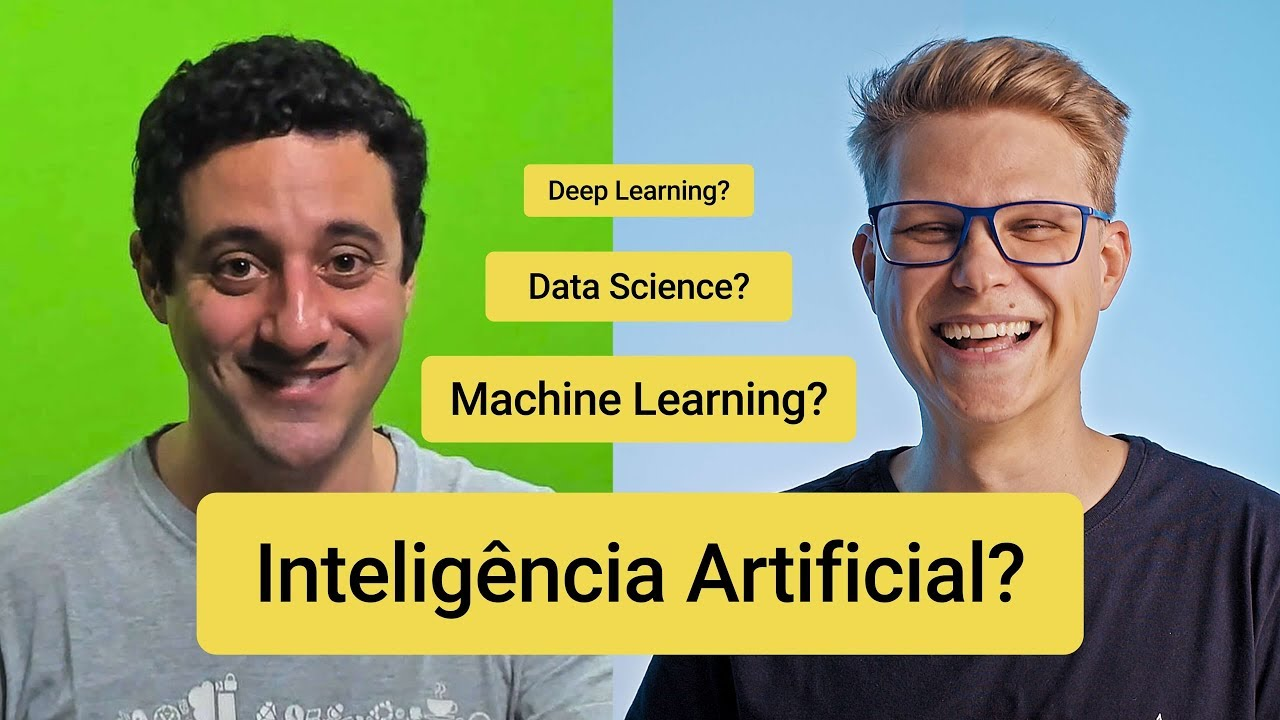 Deep Learning?
Data Science?
Machine Learning?
Inteligência Artificial?